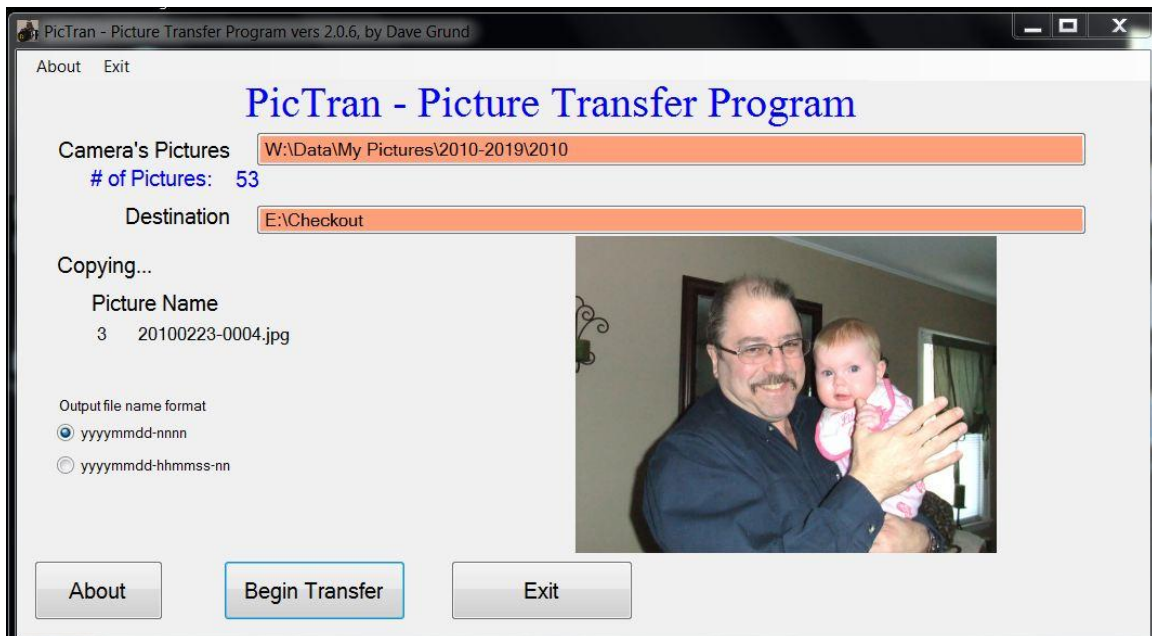 PicTran - Picture Transfer Program vers 2.0.6, by Dave Grund
About Exit
PicTran - Picture Transfer Program
Camera's Pictures W:\Data\My Pictures\2010-2019\2010
# of Pictures: 53
Destination E:\Checkout
Copying...
Picture Name
3 20100223-0004.jpg
Output file name format
yyyymmdd-nnnn
yyyymmdd-hhmmss-nn
About Begin Transfer Exit